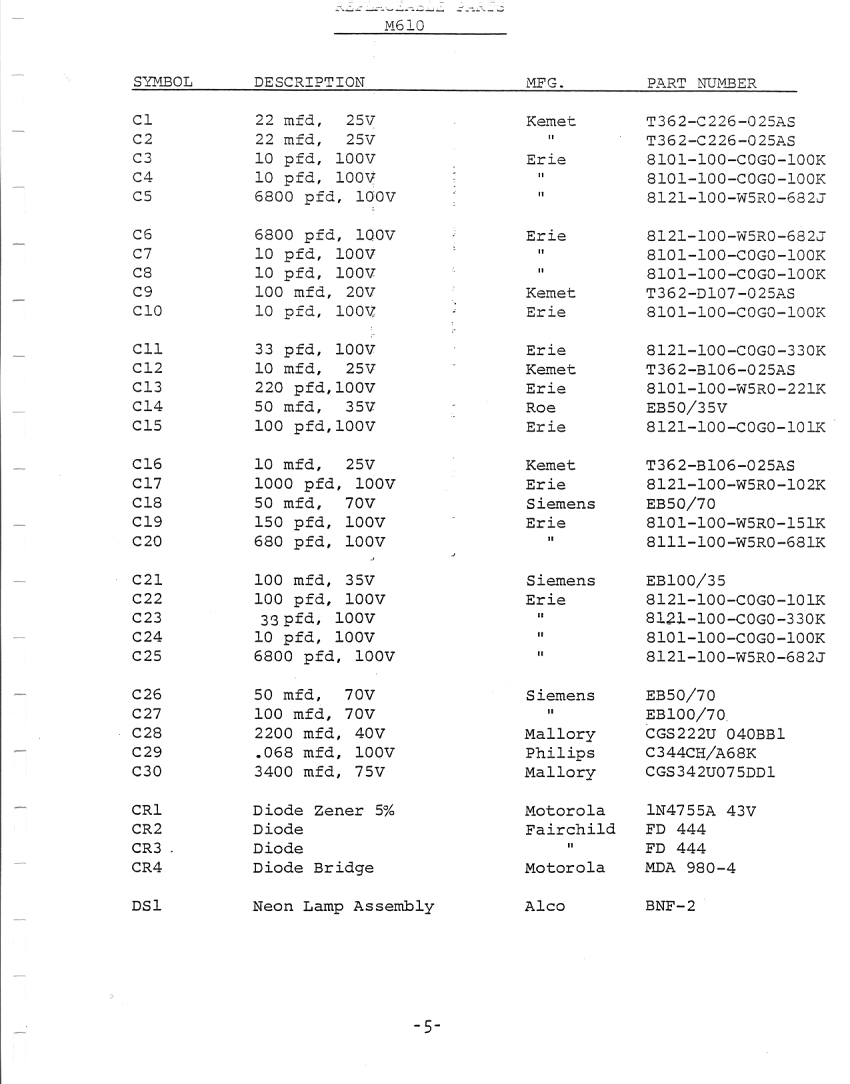 REPLACEABLE PARTS
M610
SYMBOL DESCRIPTION MFG. PART NUMBER
C1 22 mfd, 25V Kemet T362-C226-025AS
C2 22 mfd, 25V " T362-C226-025AS
C3 10 pfd, 100V Erie 8101-100-C0G0-100K
C4 10 pfd, 100V " 8101-100-C0G0-100K
C5 6800 pfd, 100V " 8121-100-W5R0-682J
C6 6800 pfd, 100V Erie 8121-100-W5R0-682J
C7 10 pfd, 100V " 8101-100-C0G0-100K
C8 10 pfd, 100V " 8101-100-C0G0-100K
C9 100 mfd, 20V Kemet T362-D107-025AS
C10 10 pfd, 100V Erie 8101-100-C0G0-100K
C11 33 pfd, 100V Erie 8121-100-C0G0-330K
C12 10 mfd, 25V Kemet T362-B106-025AS
C13 220 pfd,100V Erie 8101-100-W5R0-221K
C14 50 mfd, 35V Roe EB50/35V
C15 100 pfd,100V Erie 8121-100-C0G0-101K
C16 10 mfd, 25V Kemet T362-B106-025AS
C17 1000 pfd, 100V Erie 8121-100-W5R0-102K
C18 50 mfd, 70V Siemens EB50/70
C19 150 pfd, 100V Erie 8101-100-W5R0-151K
C20 680 pfd, 100V " 8111-100-W5R0-681K
C21 100 mfd, 35V Siemens EB100/35
C22 100 pfd, 100V Erie 8121-100-C0G0-101K
C23 33 pfd, 100V " 8121-100-C0G0-330K
C24 10 pfd, 100V " 8101-100-C0G0-100K
C25 6800 pfd, 100V " 8121-100-W5R0-682J
C26 50 mfd, 70V Siemens EB50/70
C27 100 mfd, 70V " EB100/70
C28 2200 mfd, 40V Mallory CGS222U 040BB1
C29 .068 mfd, 100V Philips C344CH/A68K
C30 3400 mfd, 75V Mallory CGS342U075DD1
CR1 Diode Zener 5% Motorola 1N4755A 43V
CR2 Diode Fairchild FD 444
CR3 Diode " FD 444
CR4 Diode Bridge Motorola MDA 980-4
DS1 Neon Lamp Assembly Alco BNF-2
-5-